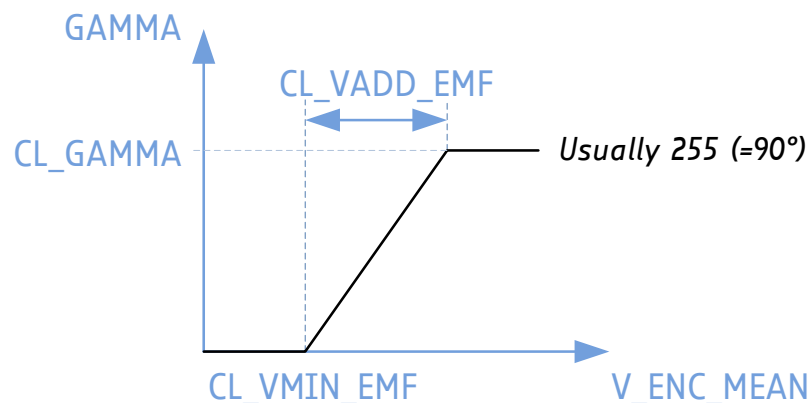 GAMMA
CL_VADD_EMF
CL_GAMMA
Usually 255 (=90°)
CL_VMIN_EMF
V_ENC_MEAN